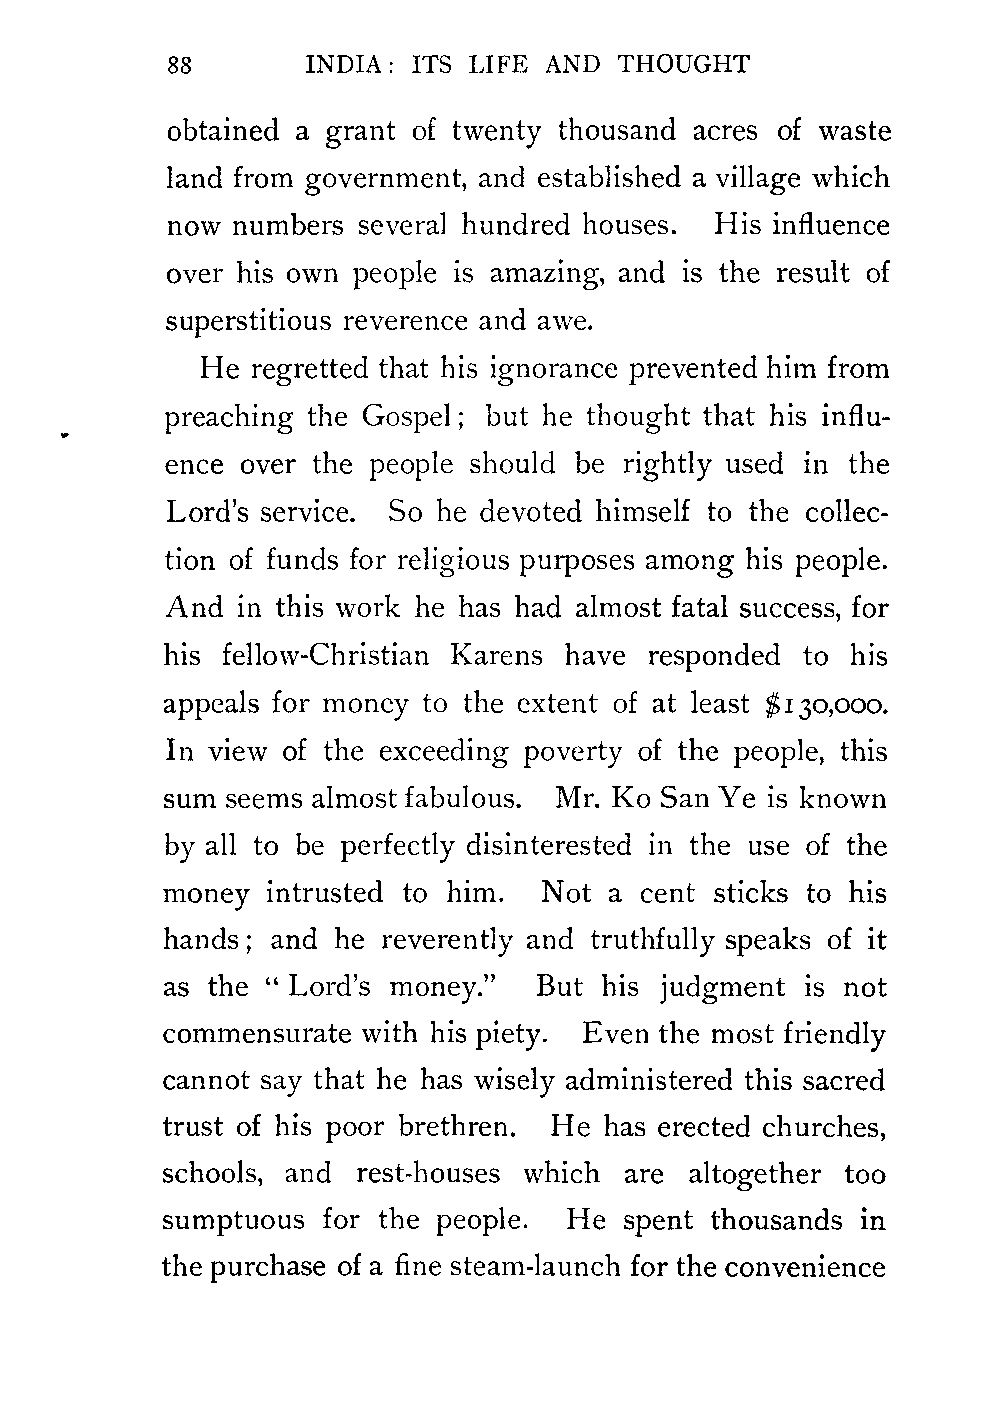 88 INDIA: ITS LIFE AND THOUGHT
obtained a grant of twenty thousand acres of waste
land from government, and established a village which
now numbers several hundred houses. His influence
over his own people is amazing, and is the result of
superstitious reverence and awe.
He regretted that his ignorance prevented him from
preaching the Gospel; but he thought that his influ-
ence over the people should be rightly used in the
Lord's service. So he devoted himself to the collec-
tion of funds for religious purposes among his people.
And in this work he has had almost fatal success, for
his fellow-Christian Karens have responded to his
appeals for money to the extent of at least $130,000.
In view of the exceeding poverty of the people, this
sum seems almost fabulous. Mr. Ko San Ye is known
by all to be perfectly disinterested in the use of the
money intrusted to him. Not a cent sticks to his
hands; and he reverently and truthfully speaks of it
as the "Lord's money." But his judgment is not
commensurate with his piety. Even the most friendly
cannot say that he has wisely administered this sacred
trust of his poor brethren. He has erected churches,
schools, and rest-houses which are altogether too
sumptuous for the people. He spent thousands in
the purchase of a fine steam-launch for the convenience